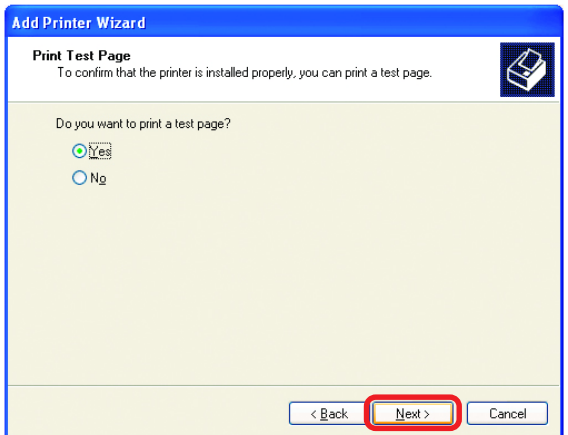 Add Printer Wizard
Print Test Page
To confirm that the printer is installed properly, you can print a test page.
Do you want to print a test page?
Yes
No
< Back
Next >
Cancel